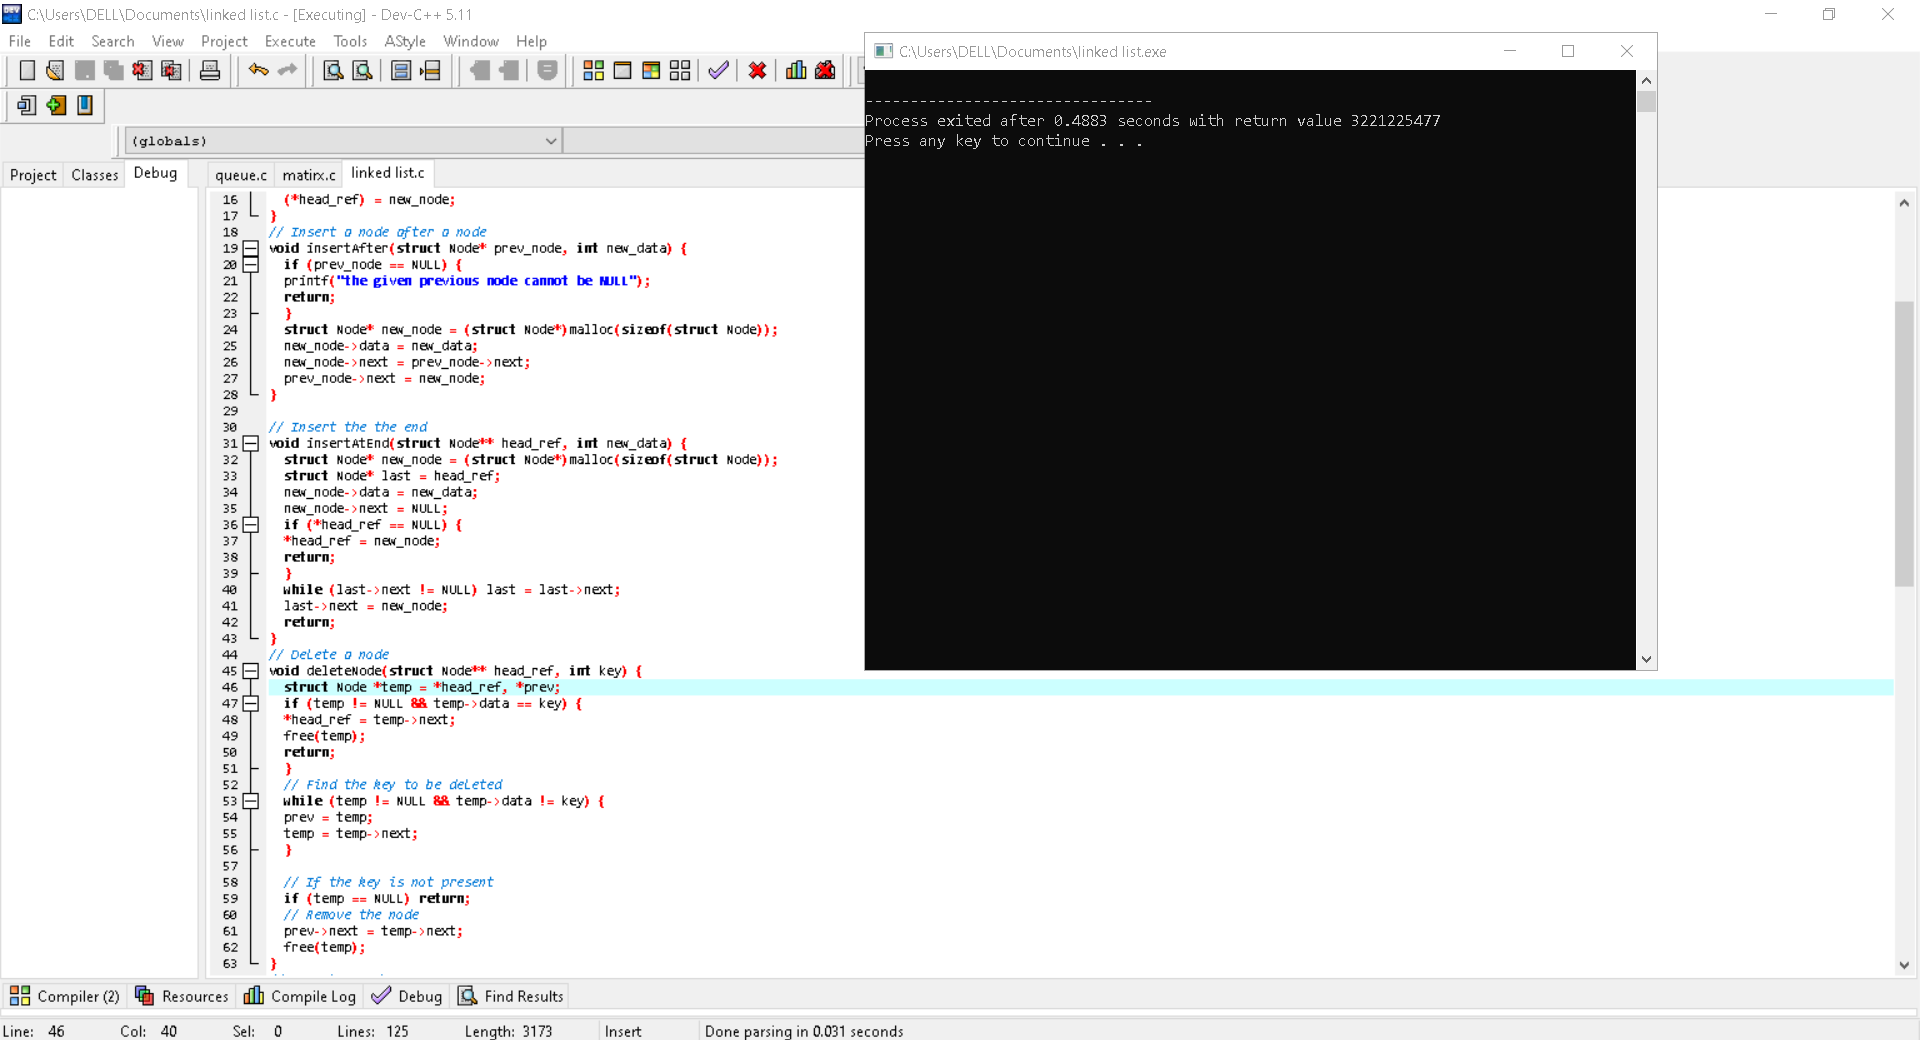 C:\Users\DELL\Documents\linked list.c - [Executing] - Dev-C++ 5.11
File Edit Search View Project Execute Tools AStyle Window Help
(globals)
Project Classes Debug
queue.c matirx.c linked list.c
16 (*head_ref) = new_node;
17 }
18 // Insert a node after a node
19 void insertAfter(struct Node* prev_node, int new_data) {
20 if (prev_node == NULL) {
21 printf("the given previous node cannot be NULL");
22 return;
23 }
24 struct Node* new_node = (struct Node*)malloc(sizeof(struct Node));
25 new_node->data = new_data;
26 new_node->next = prev_node->next;
27 prev_node->next = new_node;
28 }
29
30 // Insert the the end
31 void insertAtEnd(struct Node** head_ref, int new_data) {
32 struct Node* new_node = (struct Node*)malloc(sizeof(struct Node));
33 struct Node* last = head_ref;
34 new_node->data = new_data;
35 new_node->next = NULL;
36 if (*head_ref == NULL) {
37 *head_ref = new_node;
38 return;
39 }
40 while (last->next != NULL) last = last->next;
41 last->next = new_node;
42 return;
43 }
44 // Delete a node
45 void deleteNode(struct Node** head_ref, int key) {
46 struct Node *temp = *head_ref, *prev;
47 if (temp != NULL && temp->data == key) {
48 *head_ref = temp->next;
49 free(temp);
50 return;
51 }
52 // Find the key to be deleted
53 while (temp != NULL && temp->data != key) {
54 prev = temp;
55 temp = temp->next;
56 }
57
58 // If the key is not present
59 if (temp == NULL) return;
60 // Remove the node
61 prev->next = temp->next;
62 free(temp);
63 }
C:\Users\DELL\Documents\linked list.exe
--------------------------------
Process exited after 0.4883 seconds with return value 3221225477
Press any key to continue . . .
Compiler (2) Resources Compile Log Debug Find Results
Line: 46 Col: 40 Sel: 0 Lines: 125 Length: 3173 Insert Done parsing in 0.031 seconds